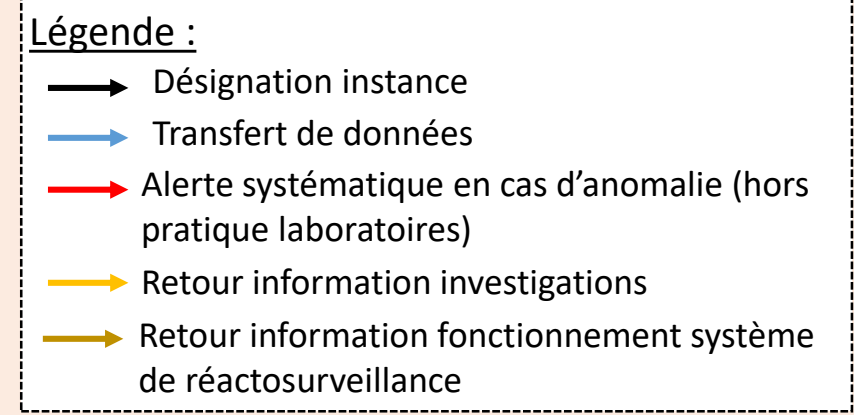 Légende :
Désignation instance
Transfert de données
Alerte systématique en cas d’anomalie (hors
pratique laboratoires)
Retour information investigations
Retour information fonctionnement système
de réactosurveillance